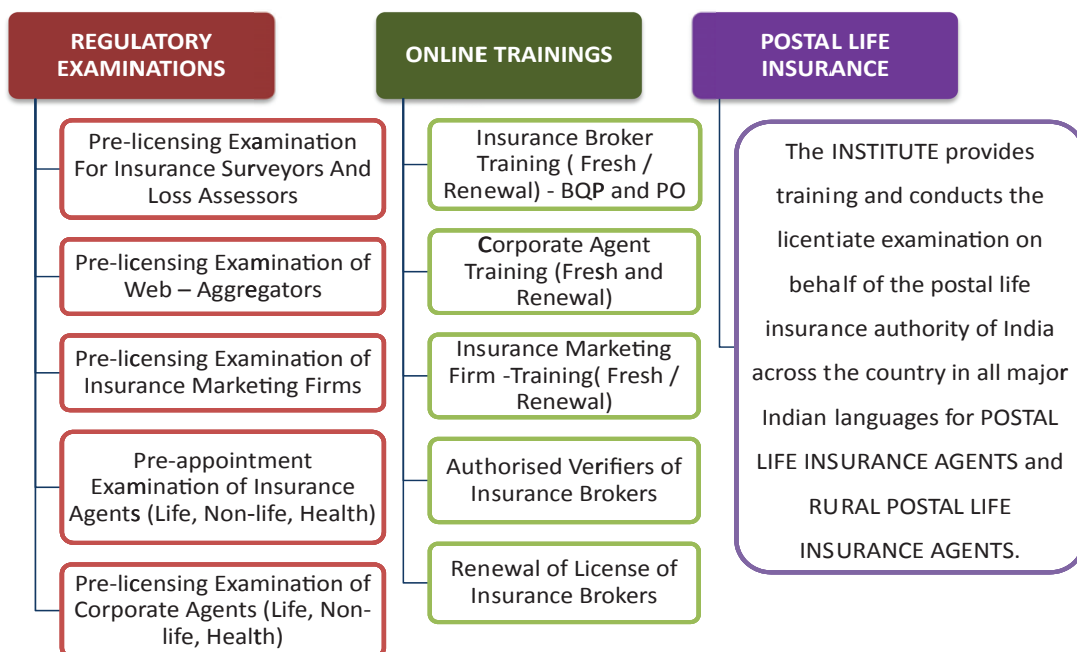 REGULATORY
EXAMINATIONS
Pre-licensing Examination
For Insurance Surveyors And
Loss Assessors
Pre-licensing Examination of
Web – Aggregators
Pre-licensing Examination of
Insurance Marketing Firms
Pre-appointment
Examination of Insurance
Agents (Life, Non-life, Health)
Pre-licensing Examination of
Corporate Agents (Life, Non-
life, Health)
ONLINE TRAININGS
Insurance Broker
Training ( Fresh /
Renewal) - BQP and PO
Corporate Agent
Training (Fresh and
Renewal)
Insurance Marketing
Firm -Training( Fresh /
Renewal)
Authorised Verifiers of
Insurance Brokers
Renewal of License of
Insurance Brokers
POSTAL LIFE
INSURANCE
The INSTITUTE provides
training and conducts the
licentiate examination on
behalf of the postal life
insurance authority of India
across the country in all major
Indian languages for POSTAL
LIFE INSURANCE AGENTS and
RURAL POSTAL LIFE
INSURANCE AGENTS.